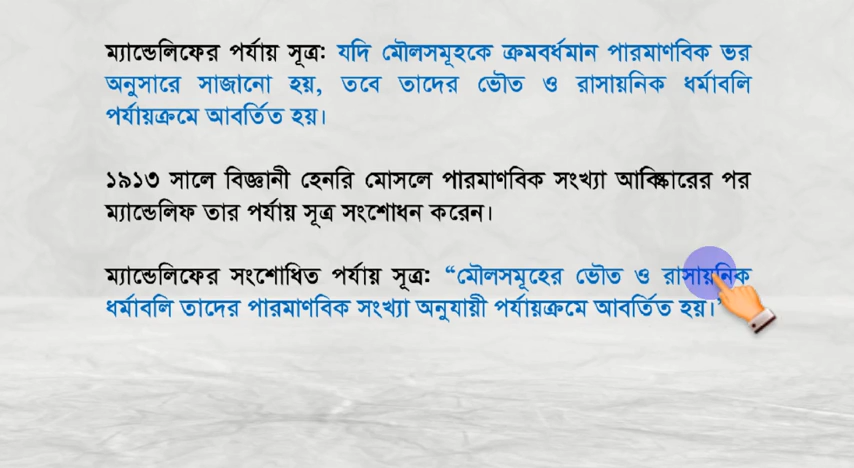 ম্যান্ডেলিফের পর্যায় সূত্র: যদি মৌলসমূহকে ক্রমবর্ধমান পারমাণবিক ভর
অনুসারে সাজানো হয়, তবে তাদের ভৌত ও রাসায়নিক ধর্মাবলি
পর্যায়ক্রমে আবর্তিত হয়।
১৯১৩ সালে বিজ্ঞানী হেনরি মোসলে পারমাণবিক সংখ্যা আবিষ্কারের পর
ম্যান্ডেলিফ তার পর্যায় সূত্র সংশোধন করেন।
ম্যান্ডেলিফের সংশোধিত পর্যায় সূত্র: “মৌলসমূহের ভৌত ও রাসায়নিক
ধর্মাবলি তাদের পারমাণবিক সংখ্যা অনুযায়ী পর্যায়ক্রমে আবর্তিত হয়।”